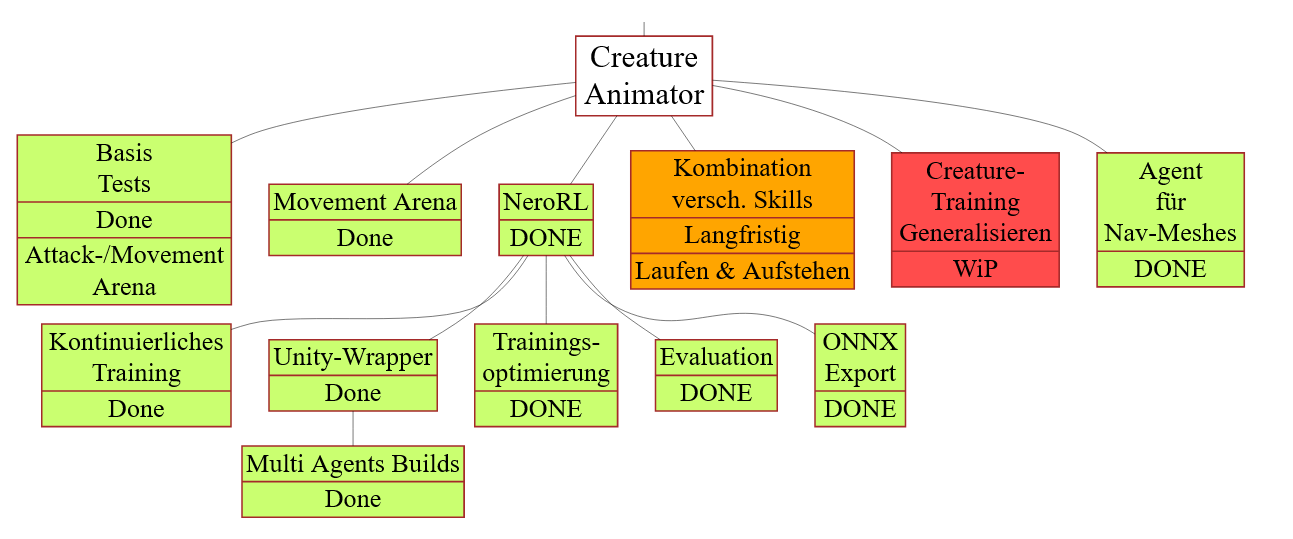 Creature
Animator
Basis
Tests
Done
Attack-/Movement
Arena
Movement Arena
Done
NeroRL
DONE
Kombination
versch. Skills
Langfristig
Laufen & Aufstehen
Creature-
Training
Generalisieren
WiP
Agent
für
Nav-Meshes
DONE
Kontinuierliches
Training
Done
Unity-Wrapper
Done
Trainings-
optimierung
DONE
Evaluation
DONE
ONNX
Export
DONE
Multi Agents Builds
Done